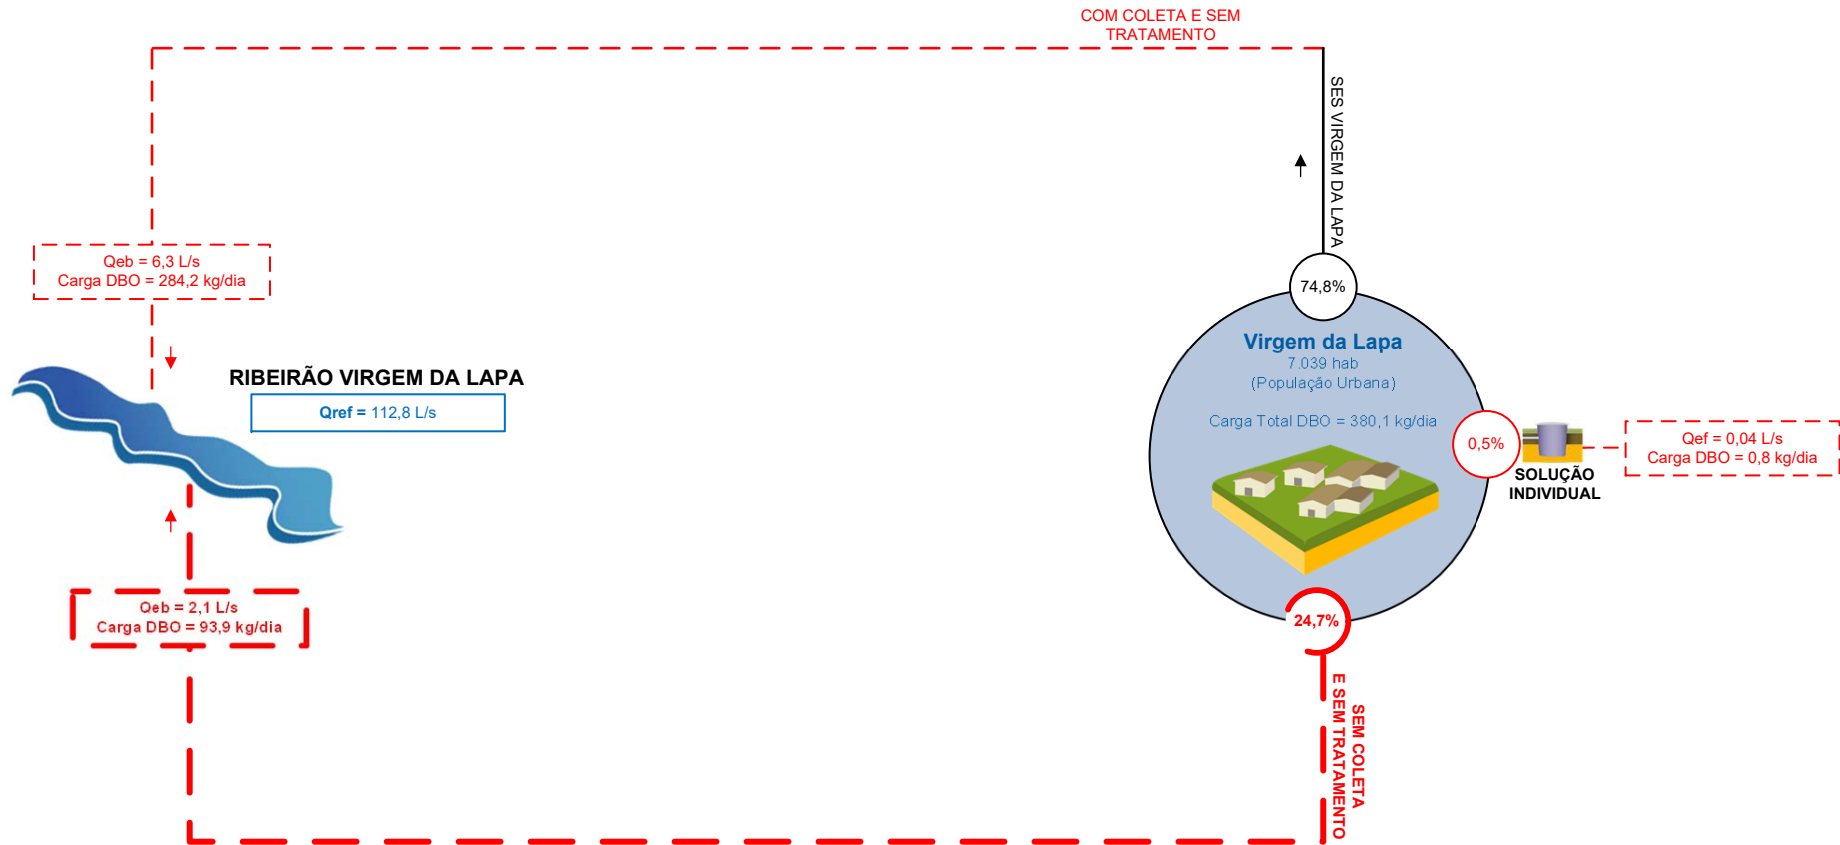 COM COLETA E SEM
TRATAMENTO
SES VIRGEM DA LAPA
Qeb = 6,3 L/s
Carga DBO = 284,2 kg/dia
74,8%
RIBEIRÃO VIRGEM DA LAPA
Qref = 112,8 L/s
Virgem da Lapa
7.039 hab
(População Urbana)
Carga Total DBO = 380,1 kg/dia
0,5%
SOLUÇÃO
INDIVIDUAL
Qef = 0,04 L/s
Carga DBO = 0,8 kg/dia
Qeb = 2,1 L/s
Carga DBO = 93,9 kg/dia
24,7%
SEM COLETA
E SEM TRATAMENTO